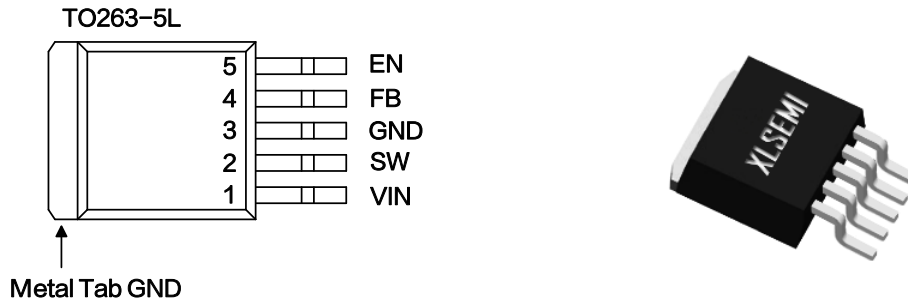 TO263-5L
5 EN
4 FB
3 GND
2 SW
1 VIN
Metal Tab GND
XLSEMI